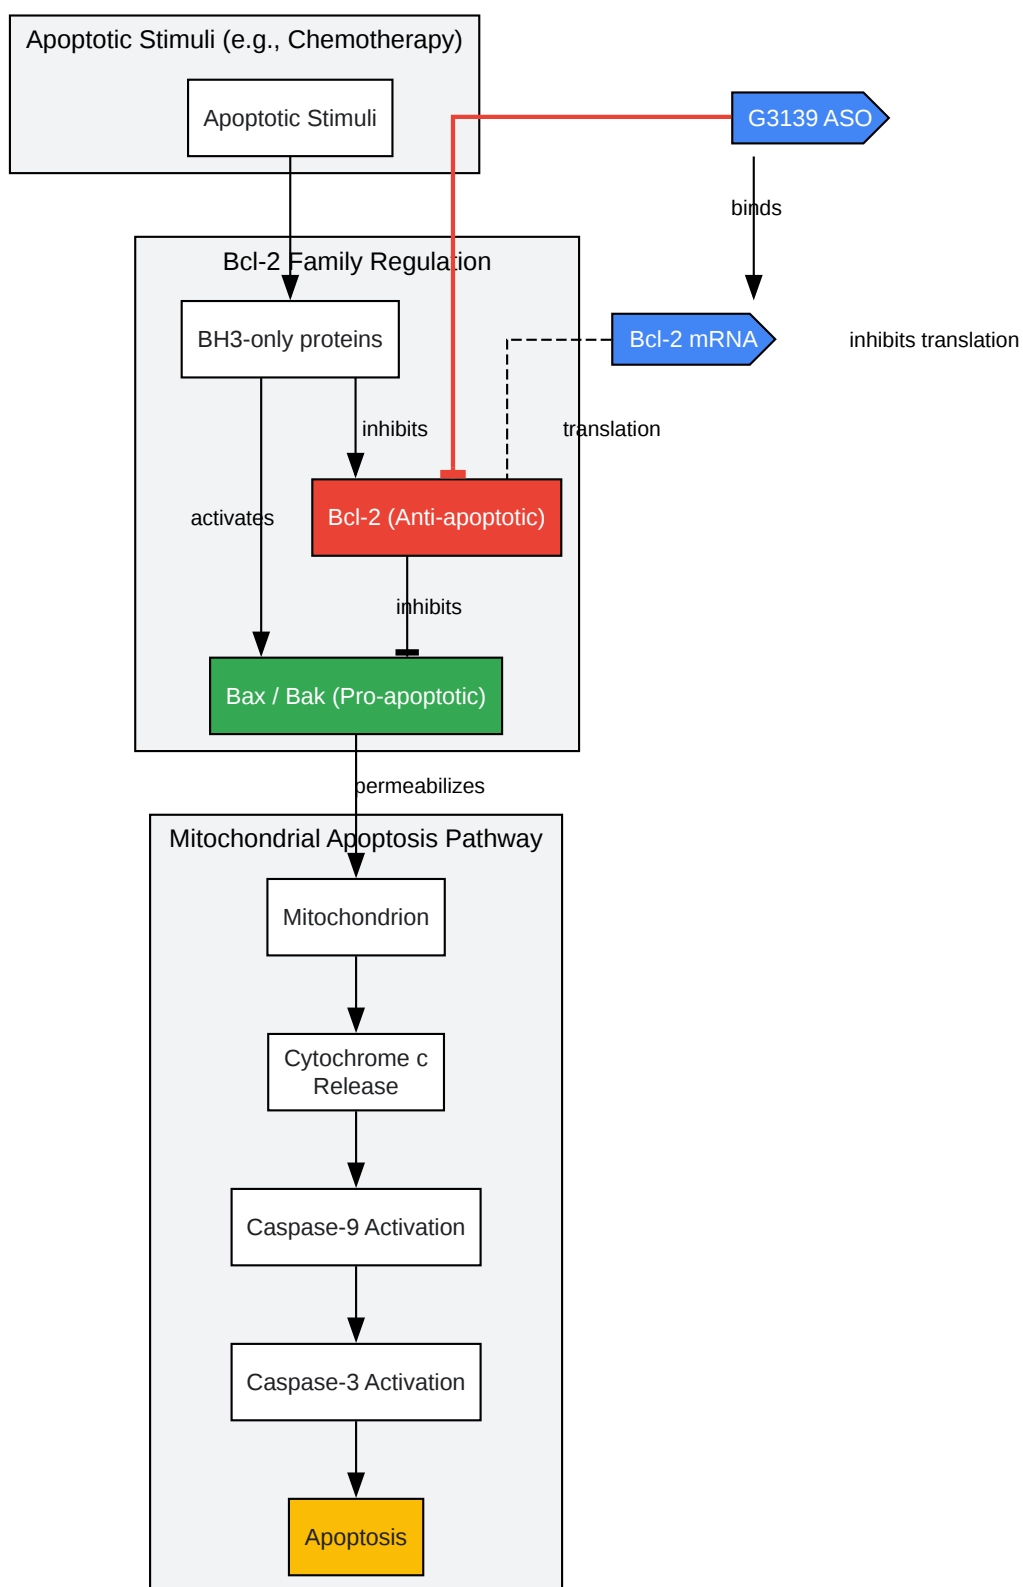 Apoptotic Stimuli (e.g., Chemotherapy)
Apoptotic Stimuli
G3139 ASO
binds
Bcl-2 Family Regulation
BH3-only proteins
Bcl-2 mRNA
inhibits translation
inhibits
translation
activates
Bcl-2 (Anti-apoptotic)
inhibits
Bax / Bak (Pro-apoptotic)
permeabilizes
Mitochondrial Apoptosis Pathway
Mitochondrion
Cytochrome c
Release
Caspase-9 Activation
Caspase-3 Activation
Apoptosis